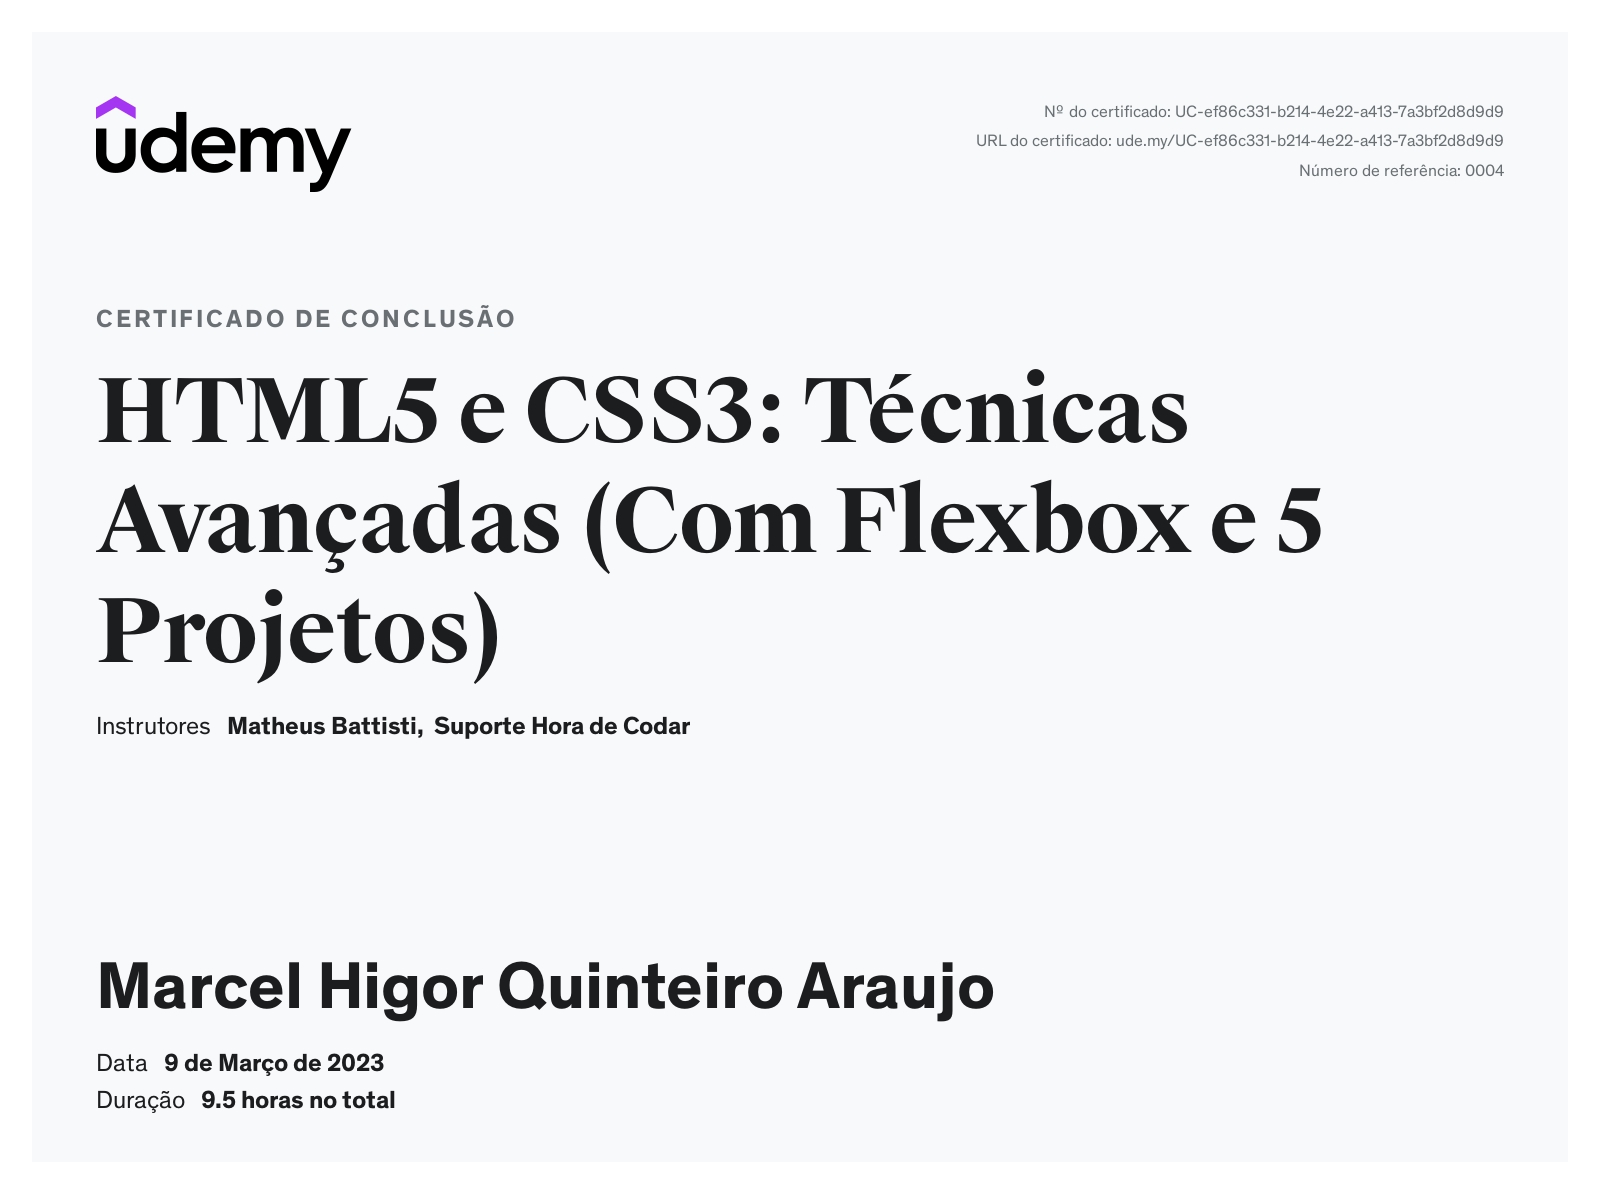 udemy
Nº do certificado: UC-ef86c331-b214-4e22-a413-7a3bf2d8d9d9
URL do certificado: ude.my/UC-ef86c331-b214-4e22-a413-7a3bf2d8d9d9
Número de referência: 0004
CERTIFICADO DE CONCLUSÃO
HTML5 e CSS3: Técnicas
Avançadas (Com Flexbox e 5
Projetos)
Instrutores Matheus Battisti, Suporte Hora de Codar
Marcel Higor Quinteiro Araujo
Data 9 de Março de 2023
Duração 9.5 horas no total